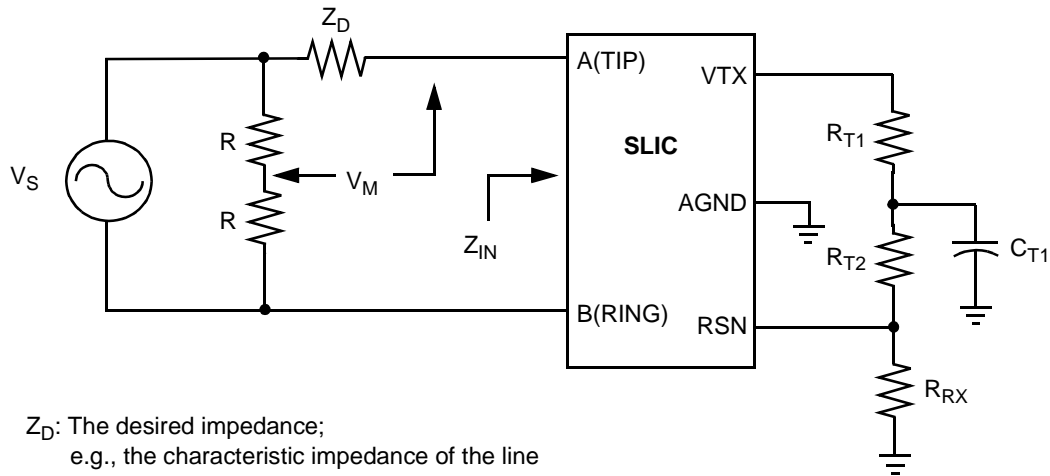 Z_D
A(TIP)
VTX
R
R_T1
SLIC
V_S
V_M
AGND
R
Z_IN
R_T2
C_T1
B(RING)
RSN
R_RX
Z_D: The desired impedance;
e.g., the characteristic impedance of the line